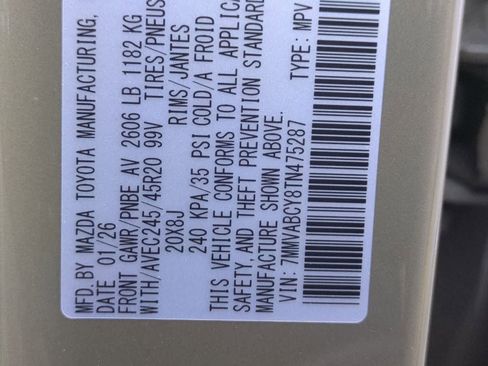 MFD.BY MAZDA TOYOTA MANUFACTURING,
DATE 01/26
FRONT GAWR/PNBE AV 2606 LB 1182 KG
WITH/AVEC245/45R20 99V TIRES/PNEUS
20X8J RIMS/JANTES
240 KPA/35 PSI COLD/A FROID
THIS VEHICLE CONFORMS TO ALL APPLIC
SAFETY, AND THEFT PREVENTION STANDARD
MANUFACTURE SHOWN ABOVE.
VIN: 7MMVABCY8TN475287 TYPE: MPV